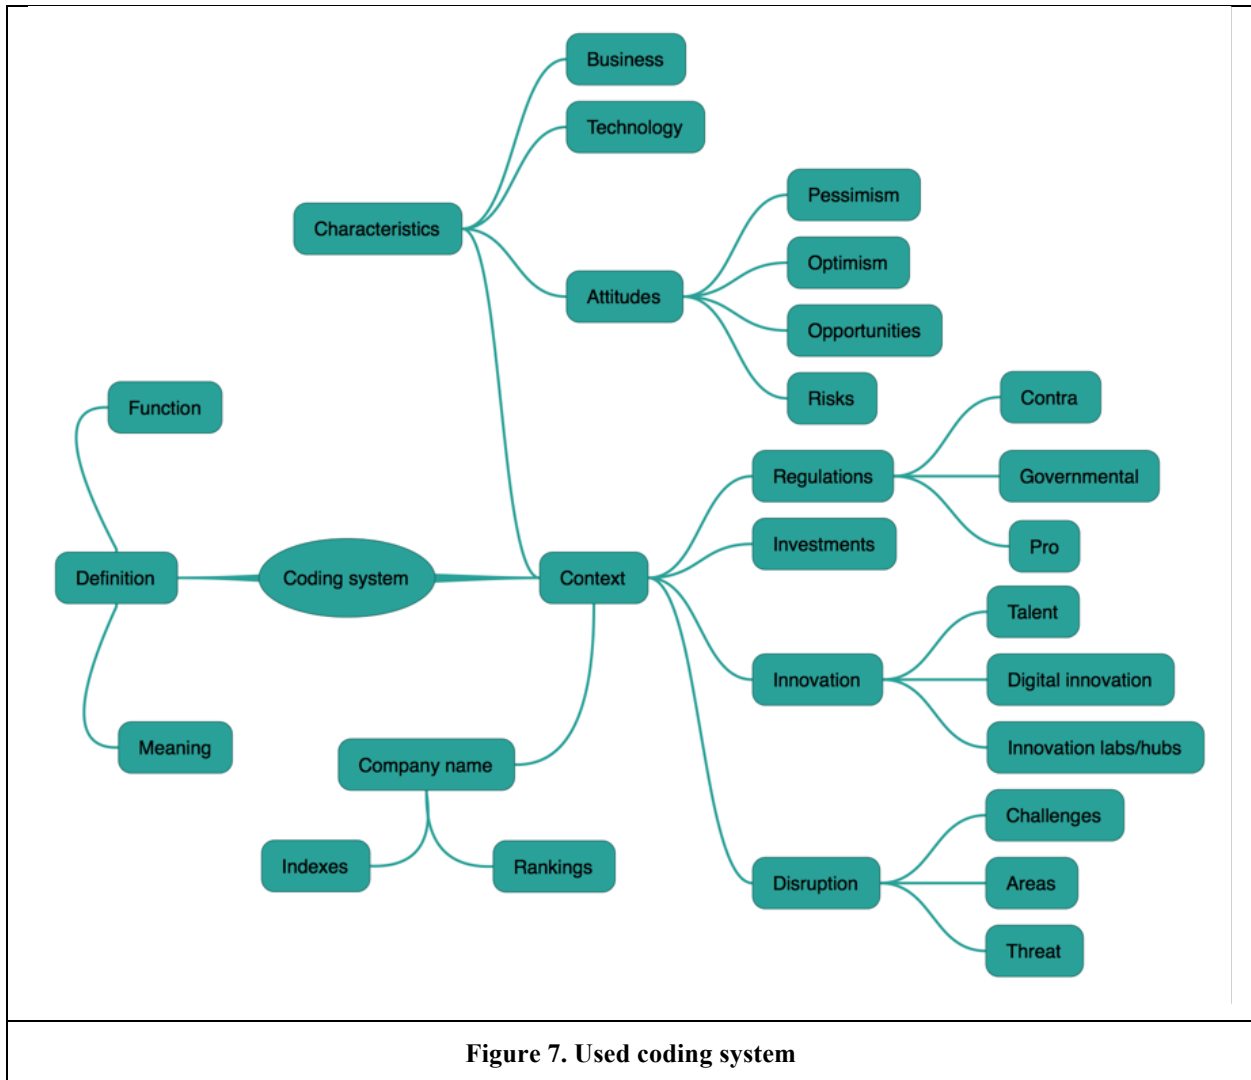 Business
Technology
Characteristics
Attitudes
Pessimism
Optimism
Opportunities
Risks
Function
Definition
Meaning
Coding system
Context
Regulations
Contra
Governmental
Pro
Investments
Innovation
Talent
Digital innovation
Innovation labs/hubs
Company name
Indexes
Rankings
Disruption
Challenges
Areas
Threat
Figure 7. Used coding system